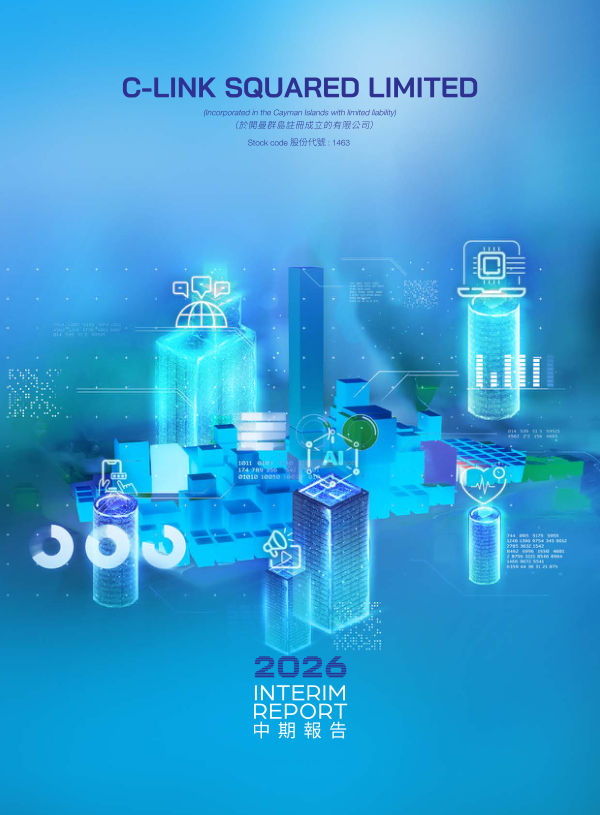 C-LINK SQUARED LIMITED
(Incorporated in the Cayman Islands with limited liability)
(於開曼群島註冊成立的有限公司)
Stock code 股份代號 : 1463
AI
2026
INTERIM
REPORT
中期報告